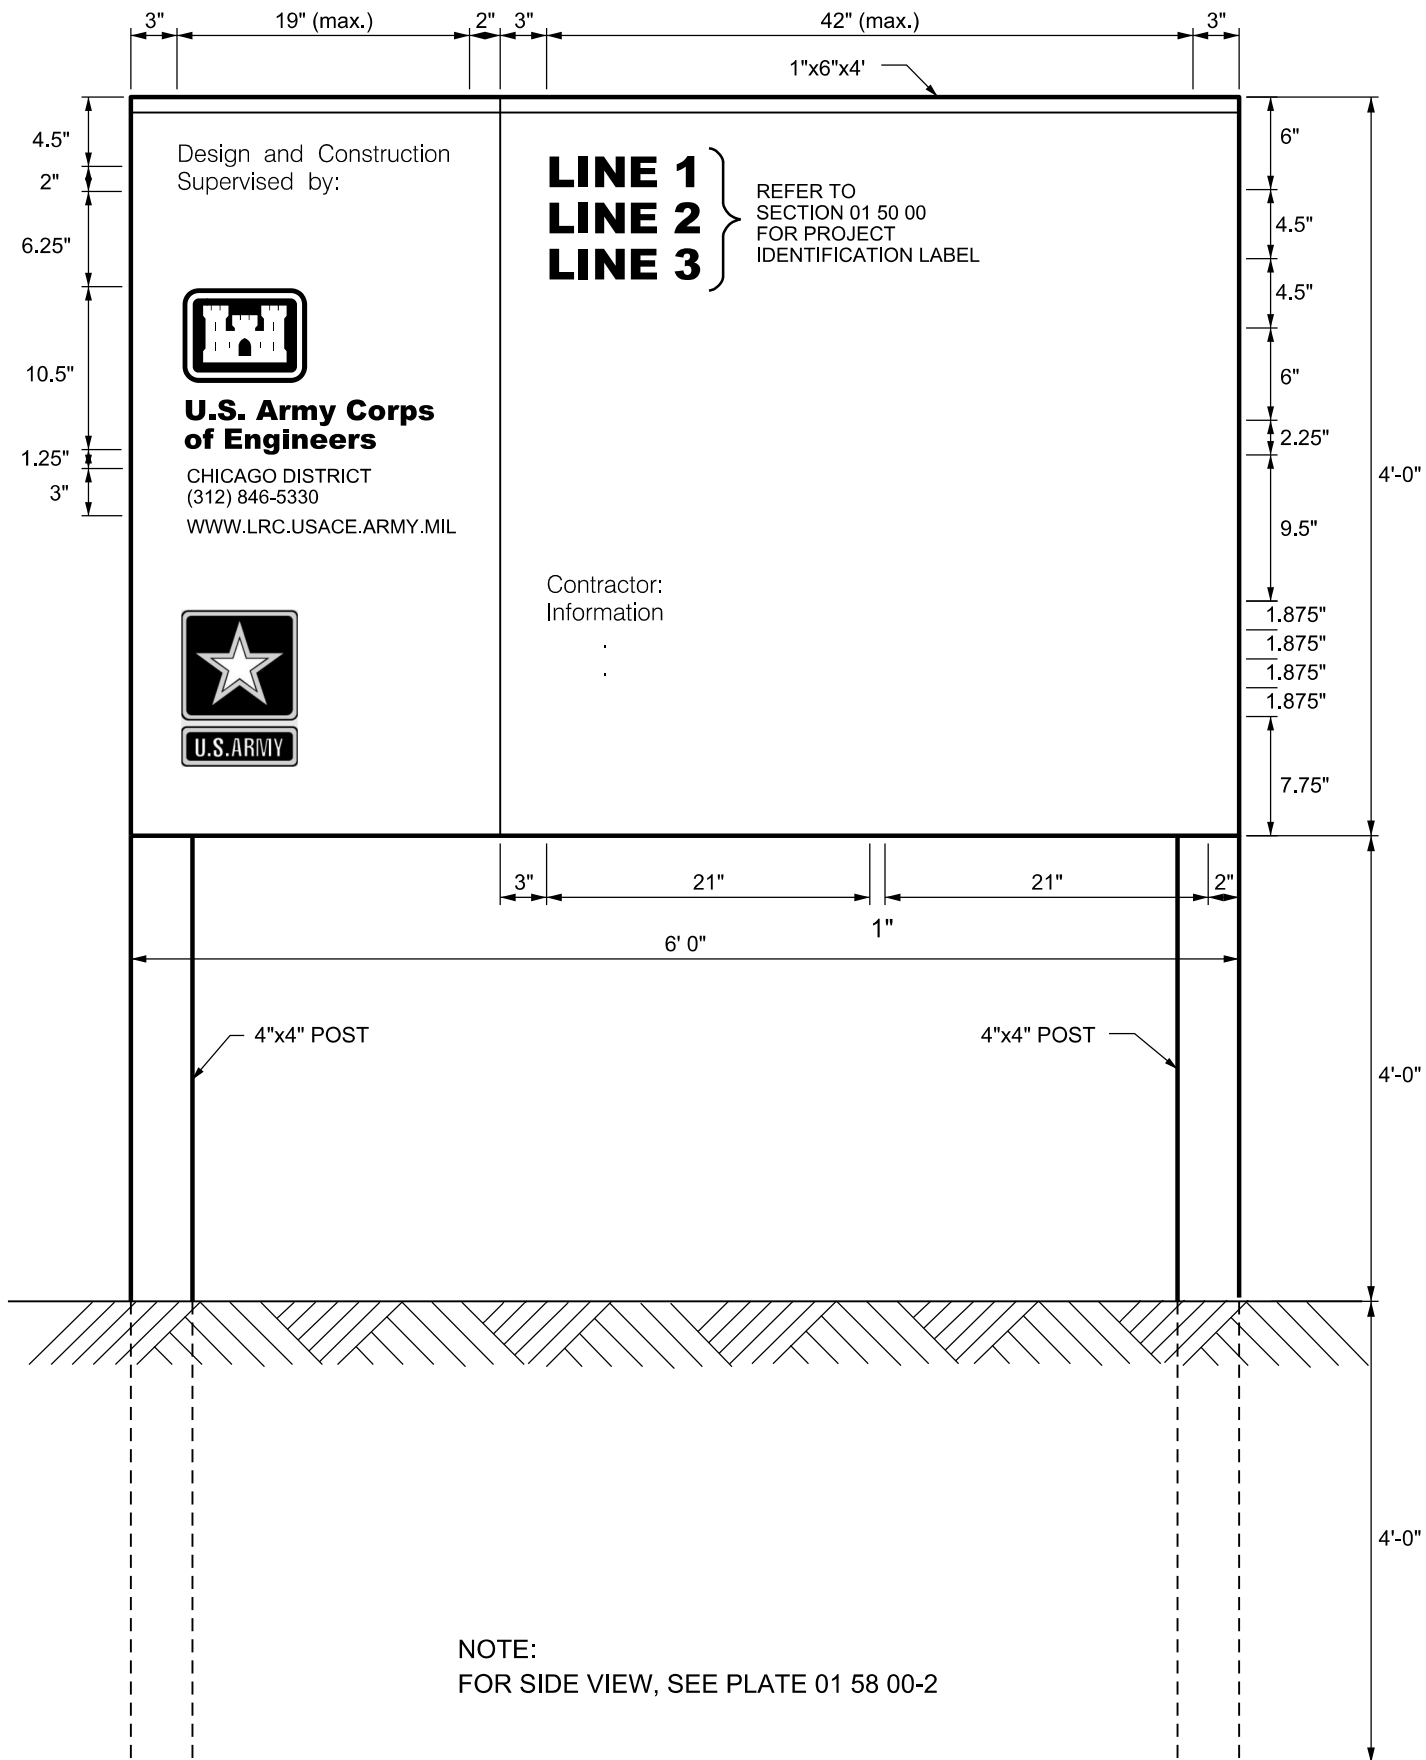 3" 19" (max.) 2" 3" 42" (max.) 3"
1"x6"x4'
4.5"
2"
6.25"
10.5"
1.25"
3"
Design and Construction
Supervised by:
U.S. Army Corps
of Engineers
CHICAGO DISTRICT
(312) 846-5330
WWW.LRC.USACE.ARMY.MIL
U.S.ARMY
LINE 1
LINE 2
LINE 3
REFER TO
SECTION 01 50 00
FOR PROJECT
IDENTIFICATION LABEL
Contractor:
Information
.
.
6"
4.5"
4.5"
6"
2.25"
9.5"
1.875"
1.875"
1.875"
1.875"
7.75"
4'-0"
3" 21" 21" 2"
1"
6' 0"
4"x4" POST
4"x4" POST
4'-0"
4'-0"
NOTE:
FOR SIDE VIEW, SEE PLATE 01 58 00-2